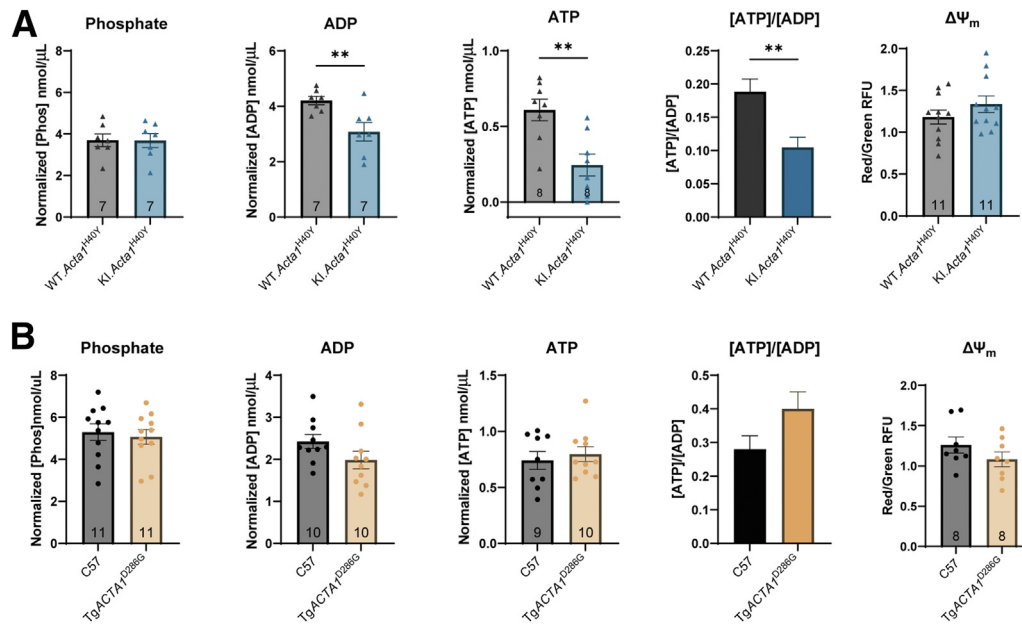 A
Phosphate
Normalized [Phos] nmol/µL
8
6
4
2
0
7
7
WT.Acta1H40Y
KI.Acta1H40Y
ADP
Normalized [ADP] nmol/µL
6
4
2
0
**
7
7
WT.Acta1H40Y
KI.Acta1H40Y
ATP
Normalized [ATP] nmol/µL
1.0
0.5
0.0
**
8
8
WT.Acta1H40Y
KI.Acta1H40Y
[ATP]/[ADP]
[ATP]/[ADP]
0.25
0.20
0.15
0.10
0.05
0.00
**
WT.Acta1H40Y
KI.Acta1H40Y
ΔΨm
Red/Green RFU
2.0
1.5
1.0
0.5
0.0
11
11
WT.Acta1H40Y
KI.Acta1H40Y
B
Phosphate
Normalized [Phos]nmol/uL
8
6
4
2
0
11
11
C57
TgACTA1D286G
ADP
Normalized [ADP] nmol/µL
4
3
2
1
0
10
10
C57
TgACTA1D286G
ATP
Normalized [ATP] nmol/µL
1.5
1.0
0.5
0.0
9
10
C57
TgACTA1D286G
[ATP]/[ADP]
[ATP]/[ADP]
0.5
0.4
0.3
0.2
0.1
0.0
C57
TgACTA1D286G
ΔΨm
Red/Green RFU
2.0
1.5
1.0
0.5
0.0
8
8
C57
TgACTA1D286G